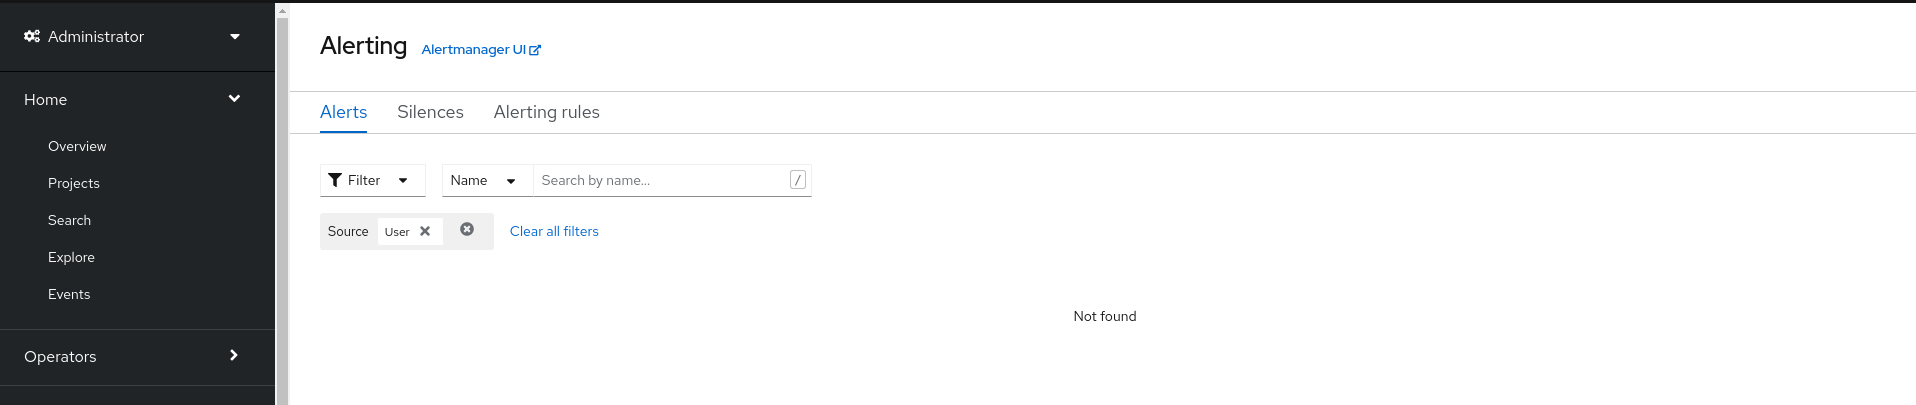 Administrator
Home
Overview
Projects
Search
Explore
Events
Operators
Alerting Alertmanager UI
Alerts Silences Alerting rules
Filter Name Search by name... /
Source User Clear all filters
Not found